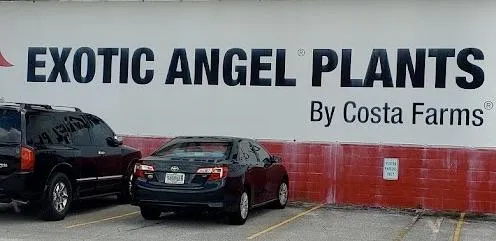 EXOTIC ANGEL® PLANTS
By Costa Farms®